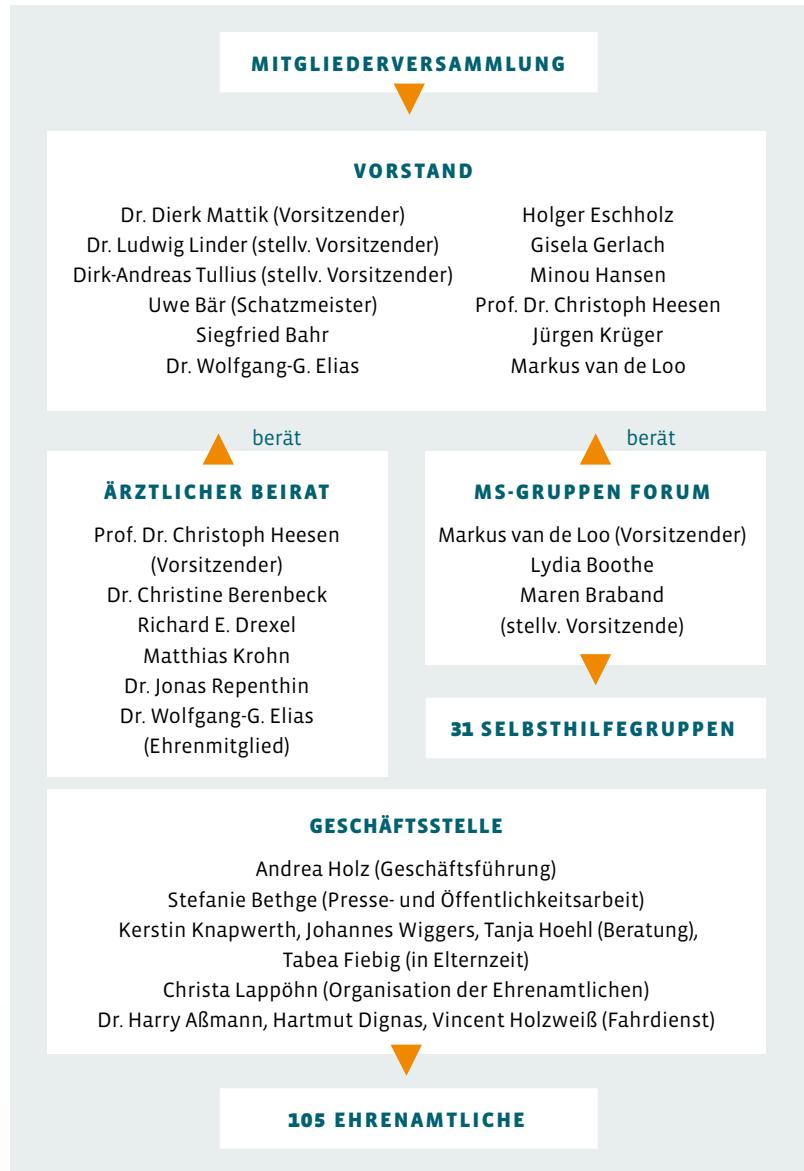 MITGLIEDERVERSAMMLUNG
VORSTAND
Dr. Dierk Mattik (Vorsitzender)
Dr. Ludwig Linder (stellv. Vorsitzender)
Dirk-Andreas Tullius (stellv. Vorsitzender)
Uwe Bär (Schatzmeister)
Siegfried Bahr
Dr. Wolfgang-G. Elias
Holger Eschholz
Gisela Gerlach
Minou Hansen
Prof. Dr. Christoph Heesen
Jürgen Krüger
Markus van de Loo
berät
ÄRZTLICHER BEIRAT
Prof. Dr. Christoph Heesen
(Vorsitzender)
Dr. Christine Berenbeck
Richard E. Drexel
Matthias Krohn
Dr. Jonas Repenthin
Dr. Wolfgang-G. Elias
(Ehrenmitglied)
berät
MS-GRUPPEN FORUM
Markus van de Loo (Vorsitzender)
Lydia Boothe
Maren Braband
(stellv. Vorsitzende)
31 SELBSTHILFEGRUPPEN
GESCHÄFTSSTELLE
Andrea Holz (Geschäftsführung)
Stefanie Bethge (Presse- und Öffentlichkeitsarbeit)
Kerstin Knapwerth, Johannes Wiggers, Tanja Hoehl (Beratung),
Tabea Fiebig (in Elternzeit)
Christa Lappöhn (Organisation der Ehrenamtlichen)
Dr. Harry Aßmann, Hartmut Dignas, Vincent Holzweiß (Fahrdienst)
105 EHRENAMTLICHE